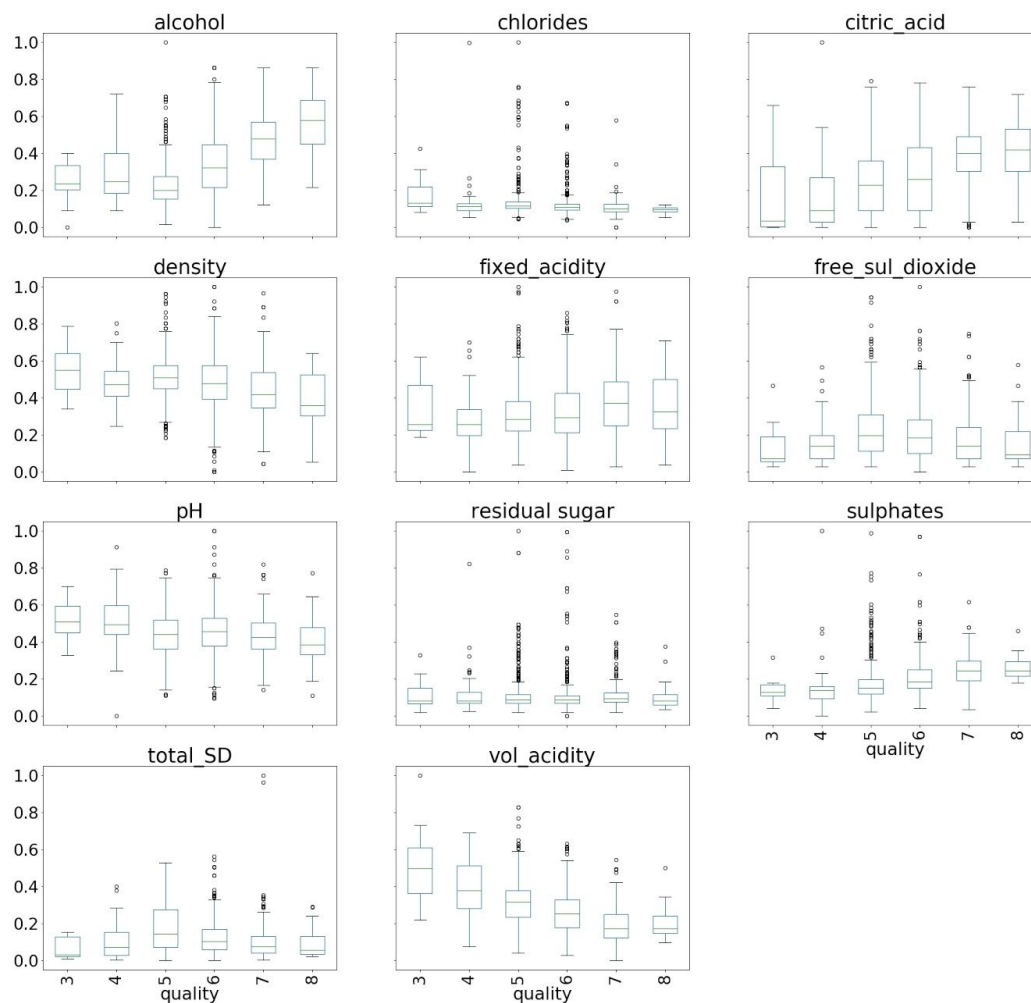 alcohol
chlorides
citric_acid
1.0
0.8
0.6
0.4
0.2
0.0
density
fixed_acidity
free_sul_dioxide
1.0
0.8
0.6
0.4
0.2
0.0
pH
residual sugar
sulphates
1.0
0.8
0.6
0.4
0.2
0.0
3 4 5 6 7 8
quality
total_SD
vol_acidity
1.0
0.8
0.6
0.4
0.2
0.0
3 4 5 6 7 8
quality
3 4 5 6 7 8
quality